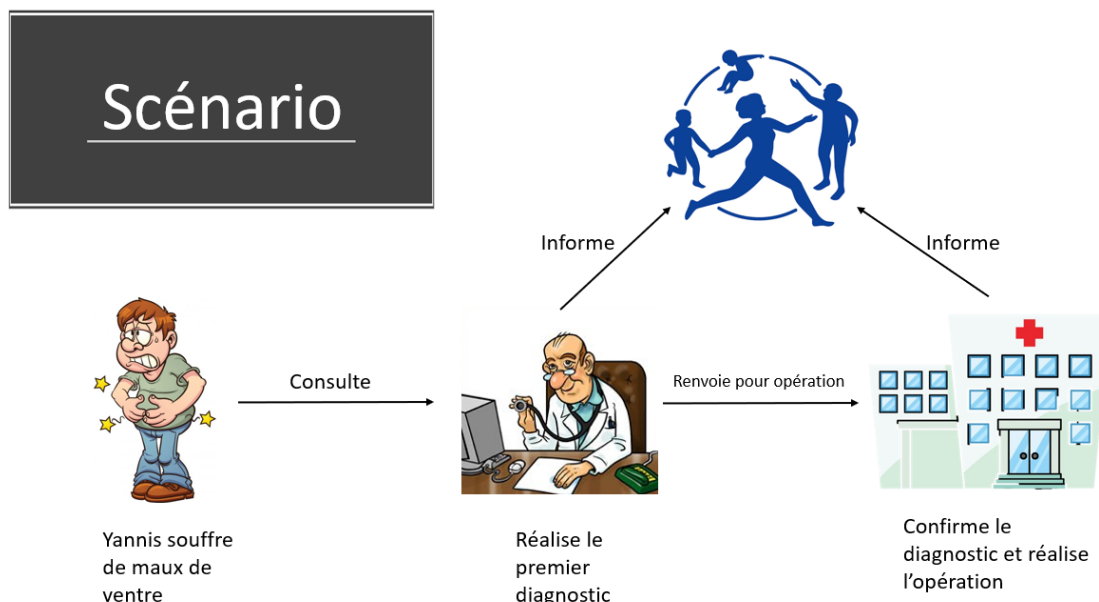 Scénario
Informe
Informe
Consulte
Renvoie pour opération
Yannis souffre
de maux de
ventre
Réalise le
premier
diagnostic
Confirme le
diagnostic et réalise
l’opération